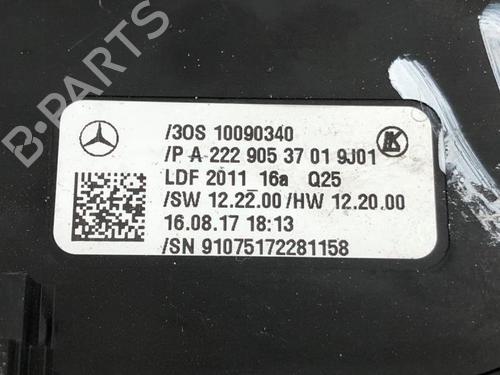 B-PARTS
/3OS 10090340
/P A 222 905 37 01 9J01
LDF 2011 16a Q25
/SW 12.22.00 /HW 12.20.00
16.08.17 18:13
/SN 91075172281158